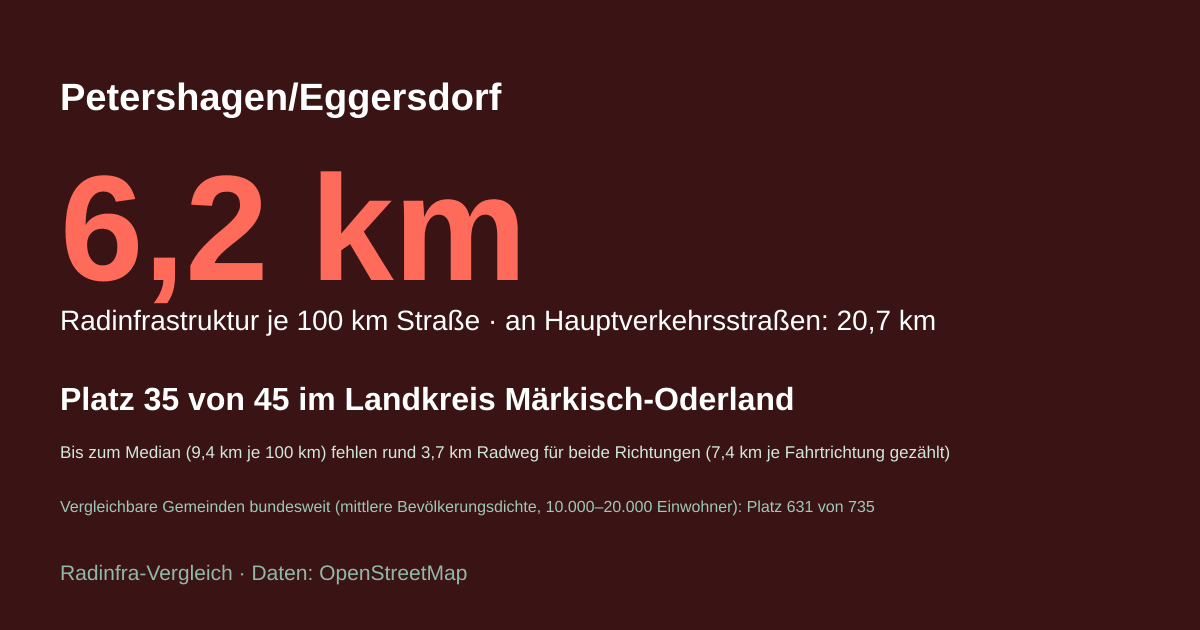 Petershagen/Eggersdorf
6,2 km
Radinfrastruktur je 100 km Straße · an Hauptverkehrsstraßen: 20,7 km
Platz 35 von 45 im Landkreis Märkisch-Oderland
Bis zum Median (9,4 km je 100 km) fehlen rund 3,7 km Radweg für beide Richtungen (7,4 km je Fahrtrichtung gezählt)
Vergleichbare Gemeinden bundesweit (mittlere Bevölkerungsdichte, 10.000–20.000 Einwohner): Platz 631 von 735
Radinfra-Vergleich · Daten: OpenStreetMap